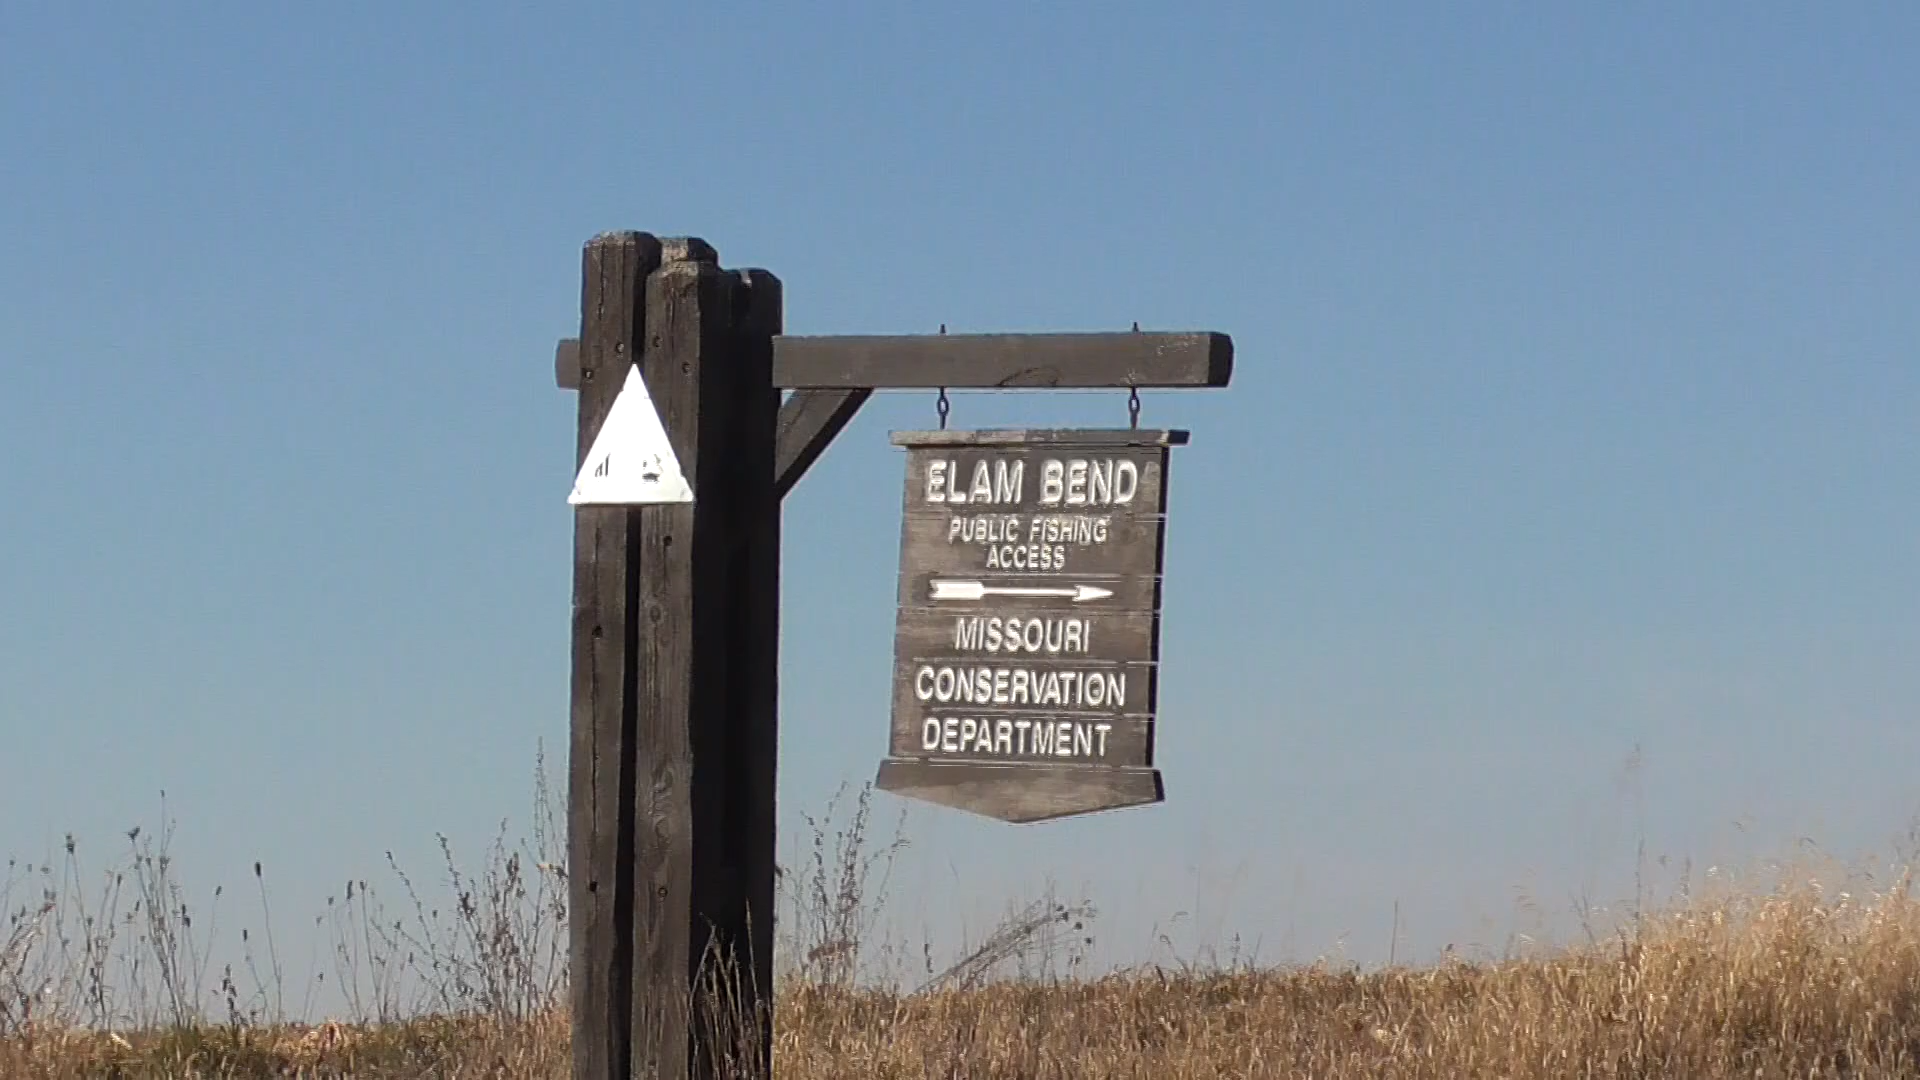 ELAM BEND
PUBLIC FISHING
ACCESS
MISSOURI
CONSERVATION
DEPARTMENT